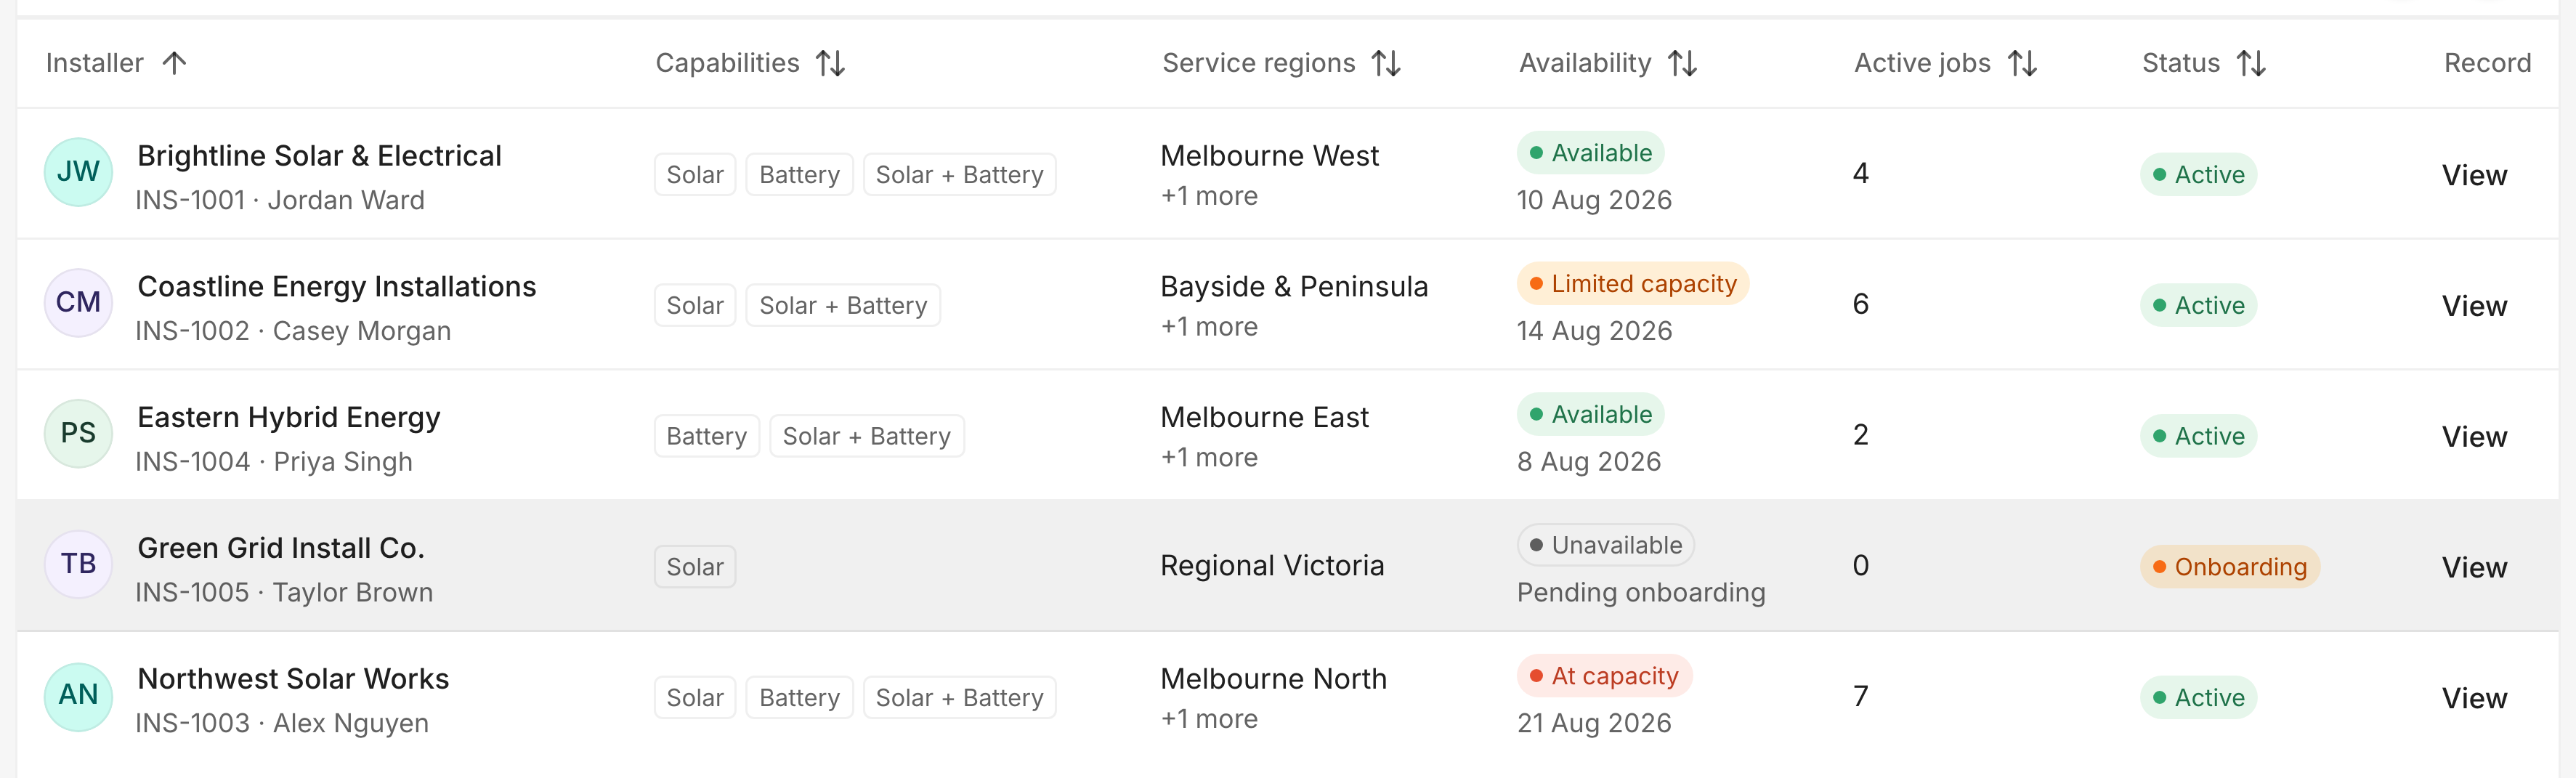 Installer Capabilities Service regions Availability Active jobs Status Record
JW Brightline Solar & Electrical
INS-1001 · Jordan Ward
Solar Battery Solar + Battery
Melbourne West
+1 more
Available
10 Aug 2026
4
Active
View
CM Coastline Energy Installations
INS-1002 · Casey Morgan
Solar Solar + Battery
Bayside & Peninsula
+1 more
Limited capacity
14 Aug 2026
6
Active
View
PS Eastern Hybrid Energy
INS-1004 · Priya Singh
Battery Solar + Battery
Melbourne East
+1 more
Available
8 Aug 2026
2
Active
View
TB Green Grid Install Co.
INS-1005 · Taylor Brown
Solar
Regional Victoria
Unavailable
Pending onboarding
0
Onboarding
View
AN Northwest Solar Works
INS-1003 · Alex Nguyen
Solar Battery Solar + Battery
Melbourne North
+1 more
At capacity
21 Aug 2026
7
Active
View